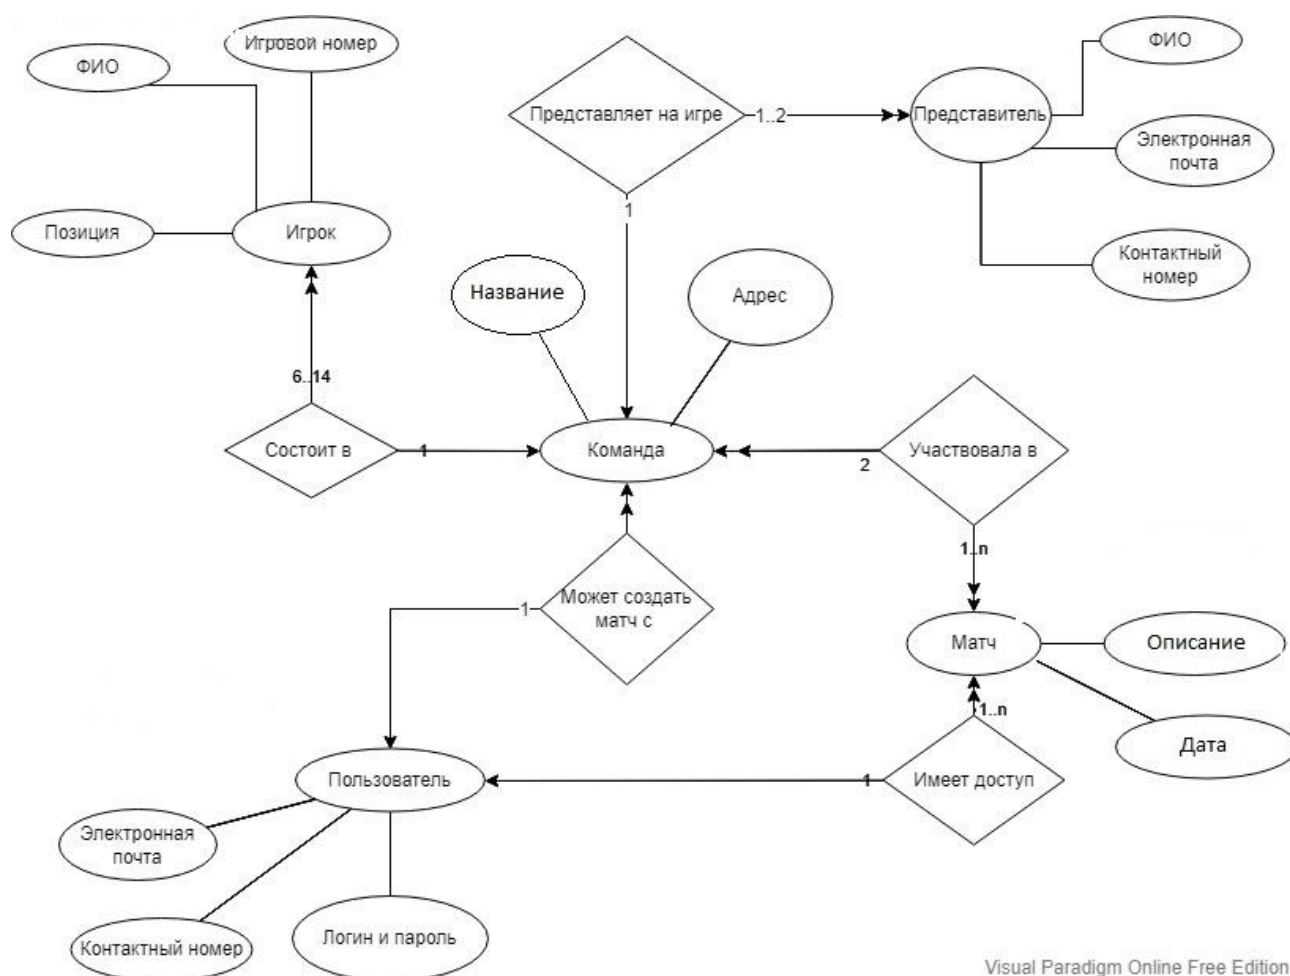 Игровой номер
ФИО
ФИО
Представляет на игре
1..2
Представитель
Электронная
почта
1
Позиция
Игрок
Контактный
номер
Название
Адрес
6..14
Состоит в
1
Команда
2
Участвовала в
1..n
Может создать
матч с
1
Матч
Описание
1..n
Дата
Пользователь
1
Имеет доступ
Электронная
почта
Контактный номер
Логин и пароль
Visual Paradigm Online Free Edition